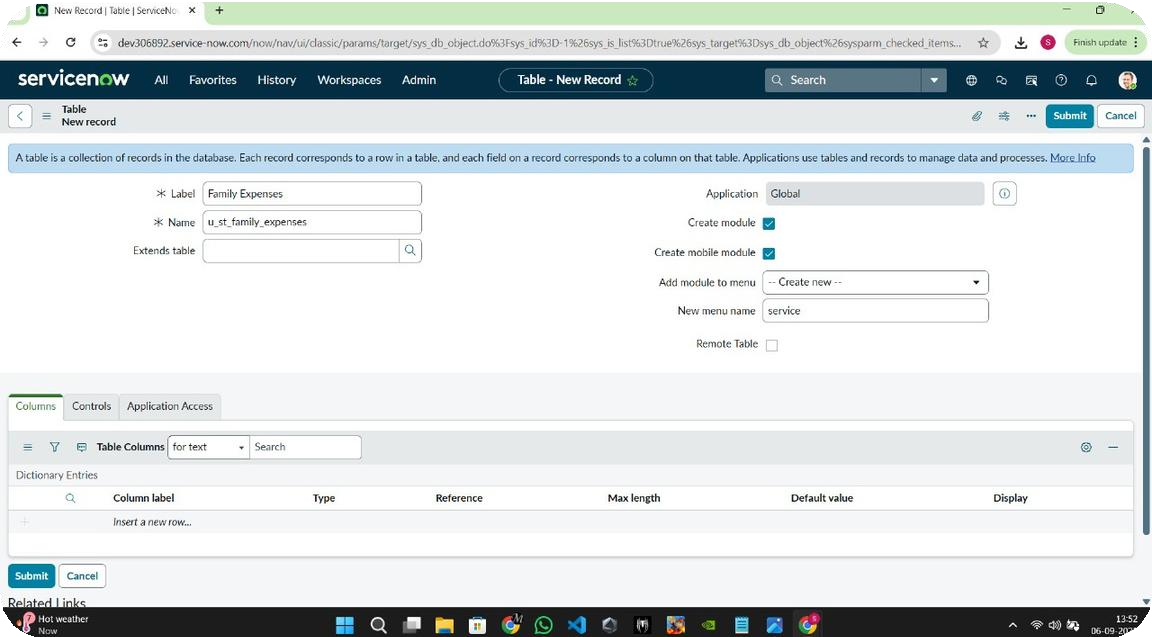 New Record | Table | ServiceNo
dev306892.service-now.com/now/nav/ui/classic/params/target/sys_db_object.do%3Fsys_id%3D-1%26sys_is_list%3Dtrue%26sys_target%3Dsys_db_object%26sysparm_checked_items...
S
Finish update
servicenow
All
Favorites
History
Workspaces
Admin
Table - New Record
Search
Table
New record
Submit
Cancel
A table is a collection of records in the database. Each record corresponds to a row in a table, and each field on a record corresponds to a column on that table. Applications use tables and records to manage data and processes. More Info
Label
Family Expenses
Application
Global
Name
u_st_family_expenses
Create module
Extends table
Create mobile module
Add module to menu
-- Create new --
New menu name
service
Remote Table
Columns
Controls
Application Access
Table Columns
for text
Search
Dictionary Entries
Column label
Type
Reference
Max length
Default value
Display
Insert a new row...
Submit
Cancel
Related Links
Hot weather
Now
13:52
06-09-20